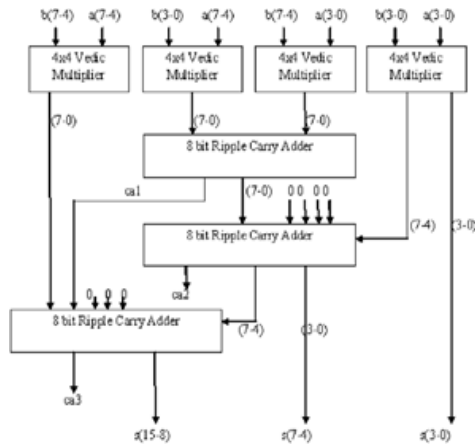 b(7-4) a(7-4) b(3-0) a(7-4) b(7-4) a(3-0) b(3-0) a(3-0)
4x4 Vedic Multiplier
4x4 Vedic Multiplier
4x4 Vedic Multiplier
4x4 Vedic Multiplier
(7-0) (7-0) (7-0)
8 bit Ripple Carry Adder
ca1 (7-0) 0 0 0 0
8 bit Ripple Carry Adder
(7-4) (3-0)
ca2
0 0 0
8 bit Ripple Carry Adder
(7-4) (3-0)
ca3
s(15-8) s(7-4) s(3-0)